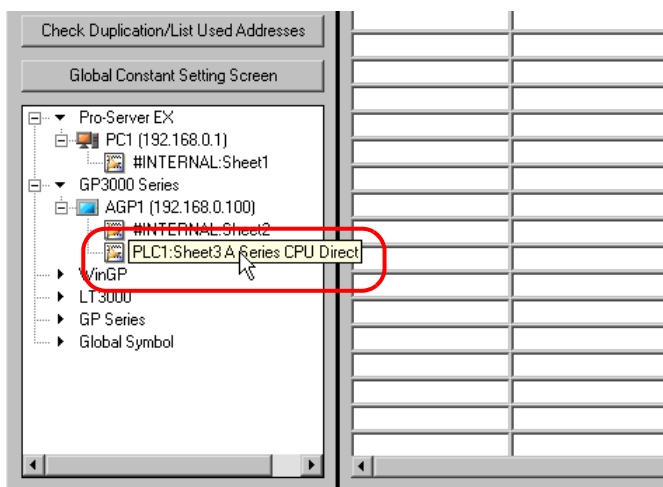 Check Duplication/List Used Addresses
Global Constant Setting Screen
Pro-Server EX
PC1 (192.168.0.1)
#INTERNAL:Sheet1
GP3000 Series
AGP1 (192.168.0.100)
#INTERNAL:Sheet2
PLC1:Sheet3 A Series CPU Direct
WinGP
LT3000
GP Series
Global Symbol